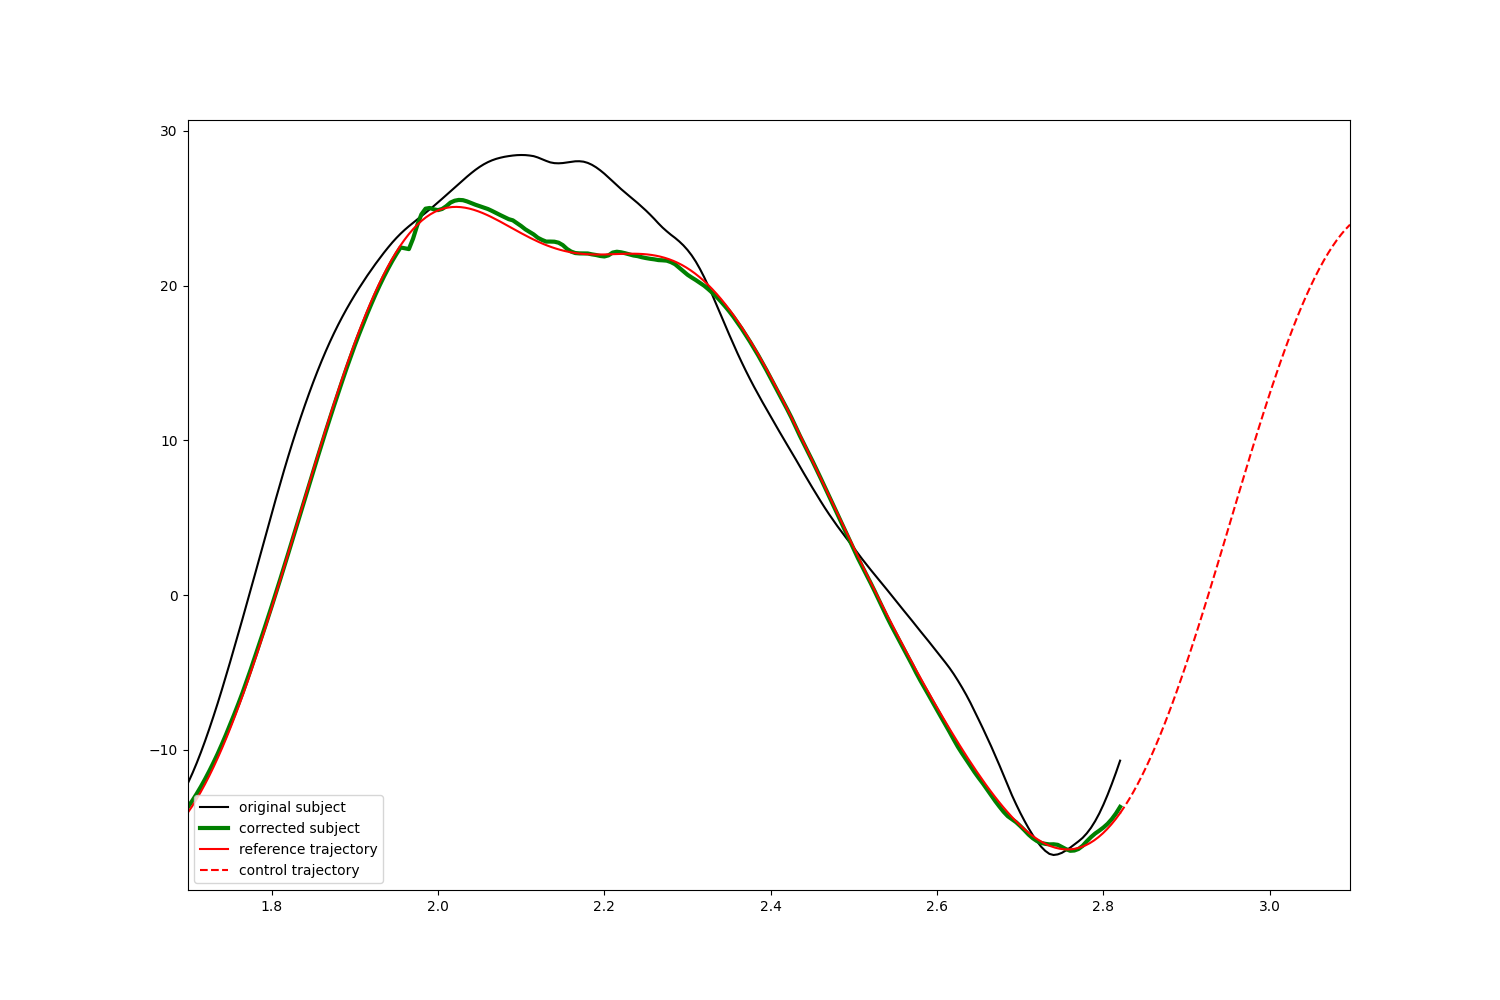 30
20
10
0
−10
original subject
corrected subject
reference trajectory
control trajectory
1.8 2.0 2.2 2.4 2.6 2.8 3.0